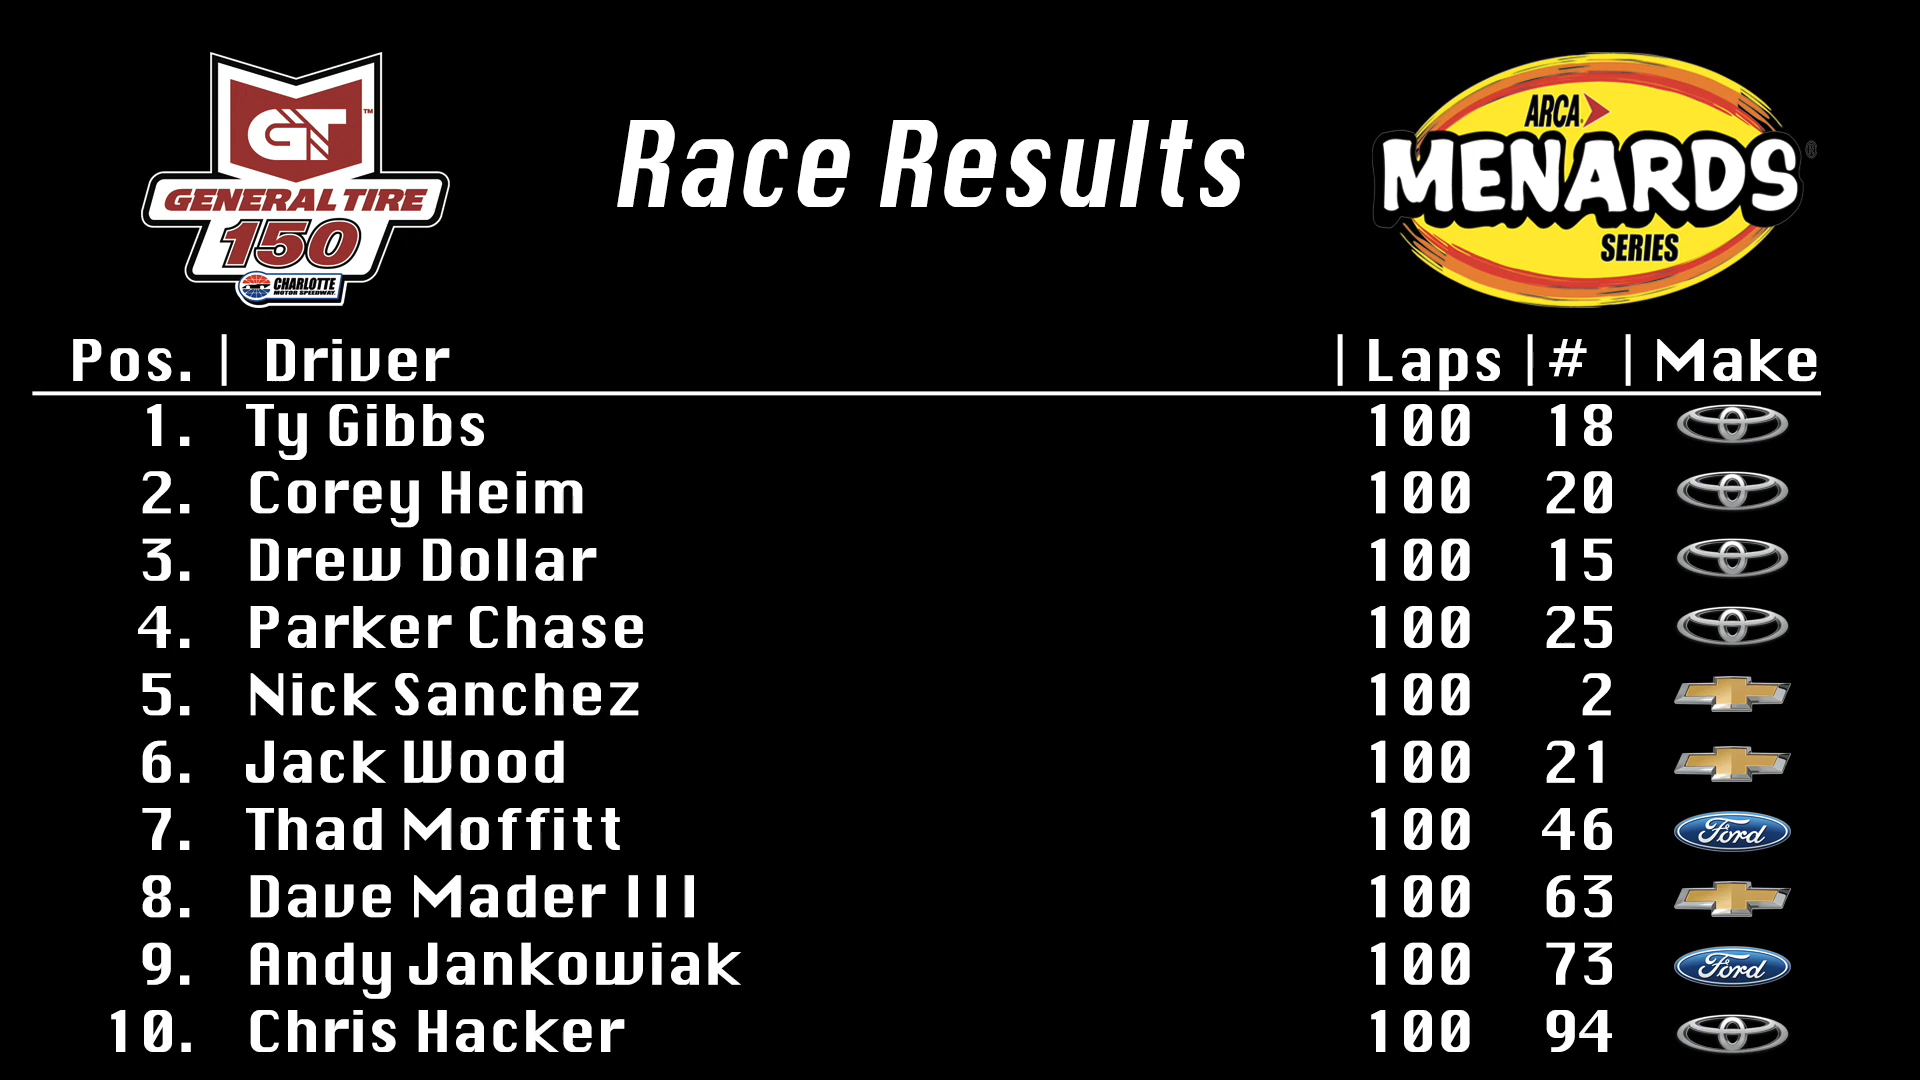 GT™
GENERAL TIRE
150
CHARLOTTE
MOTOR SPEEDWAY
Race Results
ARCA
MENARDS®
SERIES
Pos. | Driver | Laps | # | Make
1. Ty Gibbs 100 18
2. Corey Heim 100 20
3. Drew Dollar 100 15
4. Parker Chase 100 25
5. Nick Sanchez 100 2
6. Jack Wood 100 21
7. Thad Moffitt 100 46 Ford
8. Dave Mader III 100 63
9. Andy Jankowiak 100 73 Ford
10. Chris Hacker 100 94